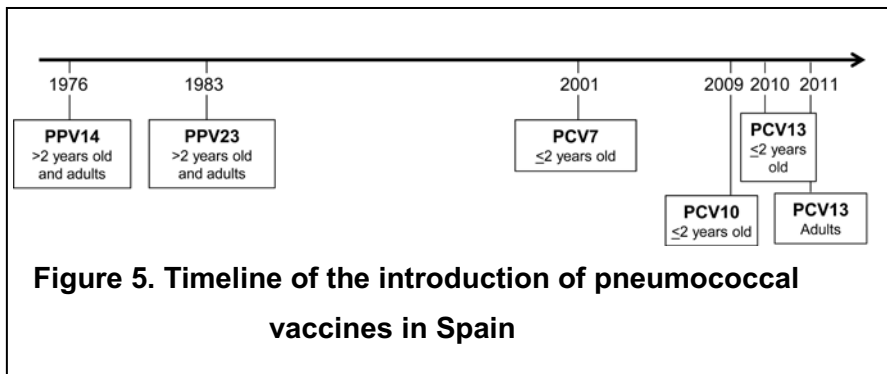 1976
1983
2001
2009
2010
2011
PPV14
>2 years old
and adults
PPV23
>2 years old
and adults
PCV7
≤2 years old
PCV13
≤2 years
old
PCV10
≤2 years old
PCV13
Adults
Figure 5. Timeline of the introduction of pneumococcal
vaccines in Spain